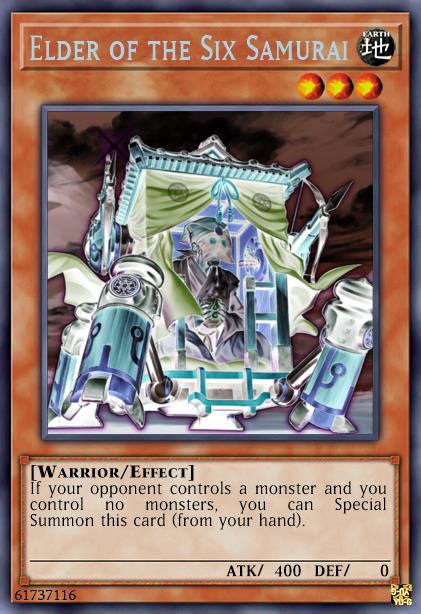 ELDER OF THE SIX SAMURAI
EARTH
地
[WARRIOR/EFFECT]
If your opponent controls a monster and you
control no monsters, you can Special
Summon this card (from your hand).
ATK/ 400 DEF/ 0
61737116